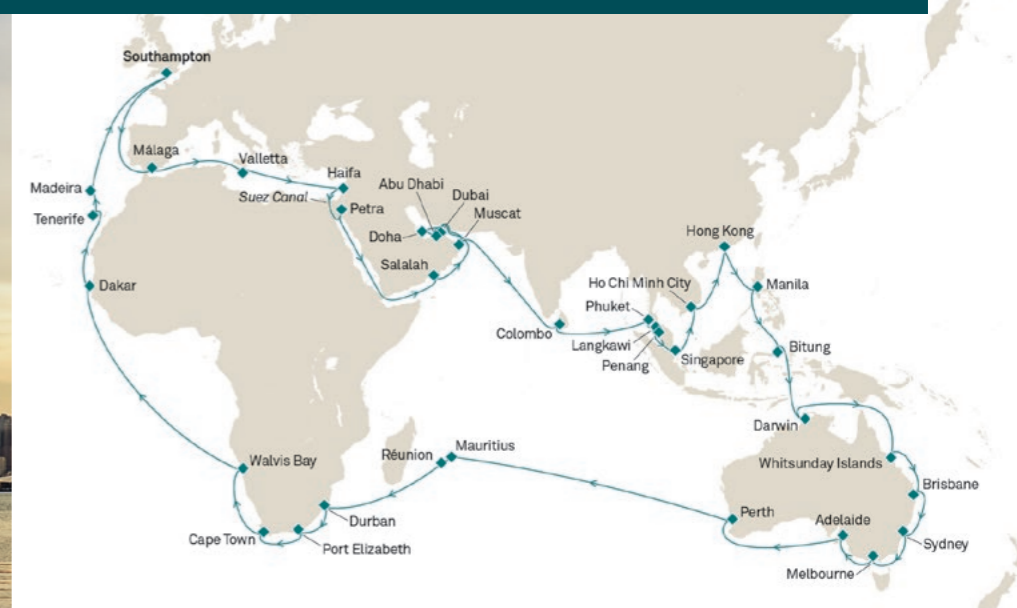 Southampton
Málaga
Valletta
Haifa
Madeira
Suez Canal
Petra
Abu Dhabi
Dubai
Muscat
Tenerife
Doha
Salalah
Dakar
Hong Kong
Ho Chi Minh City
Manila
Phuket
Colombo
Langkawi
Penang
Singapore
Bitung
Darwin
Whitsunday Islands
Brisbane
Sydney
Melbourne
Adelaide
Perth
Mauritius
Réunion
Durban
Port Elizabeth
Cape Town
Walvis Bay